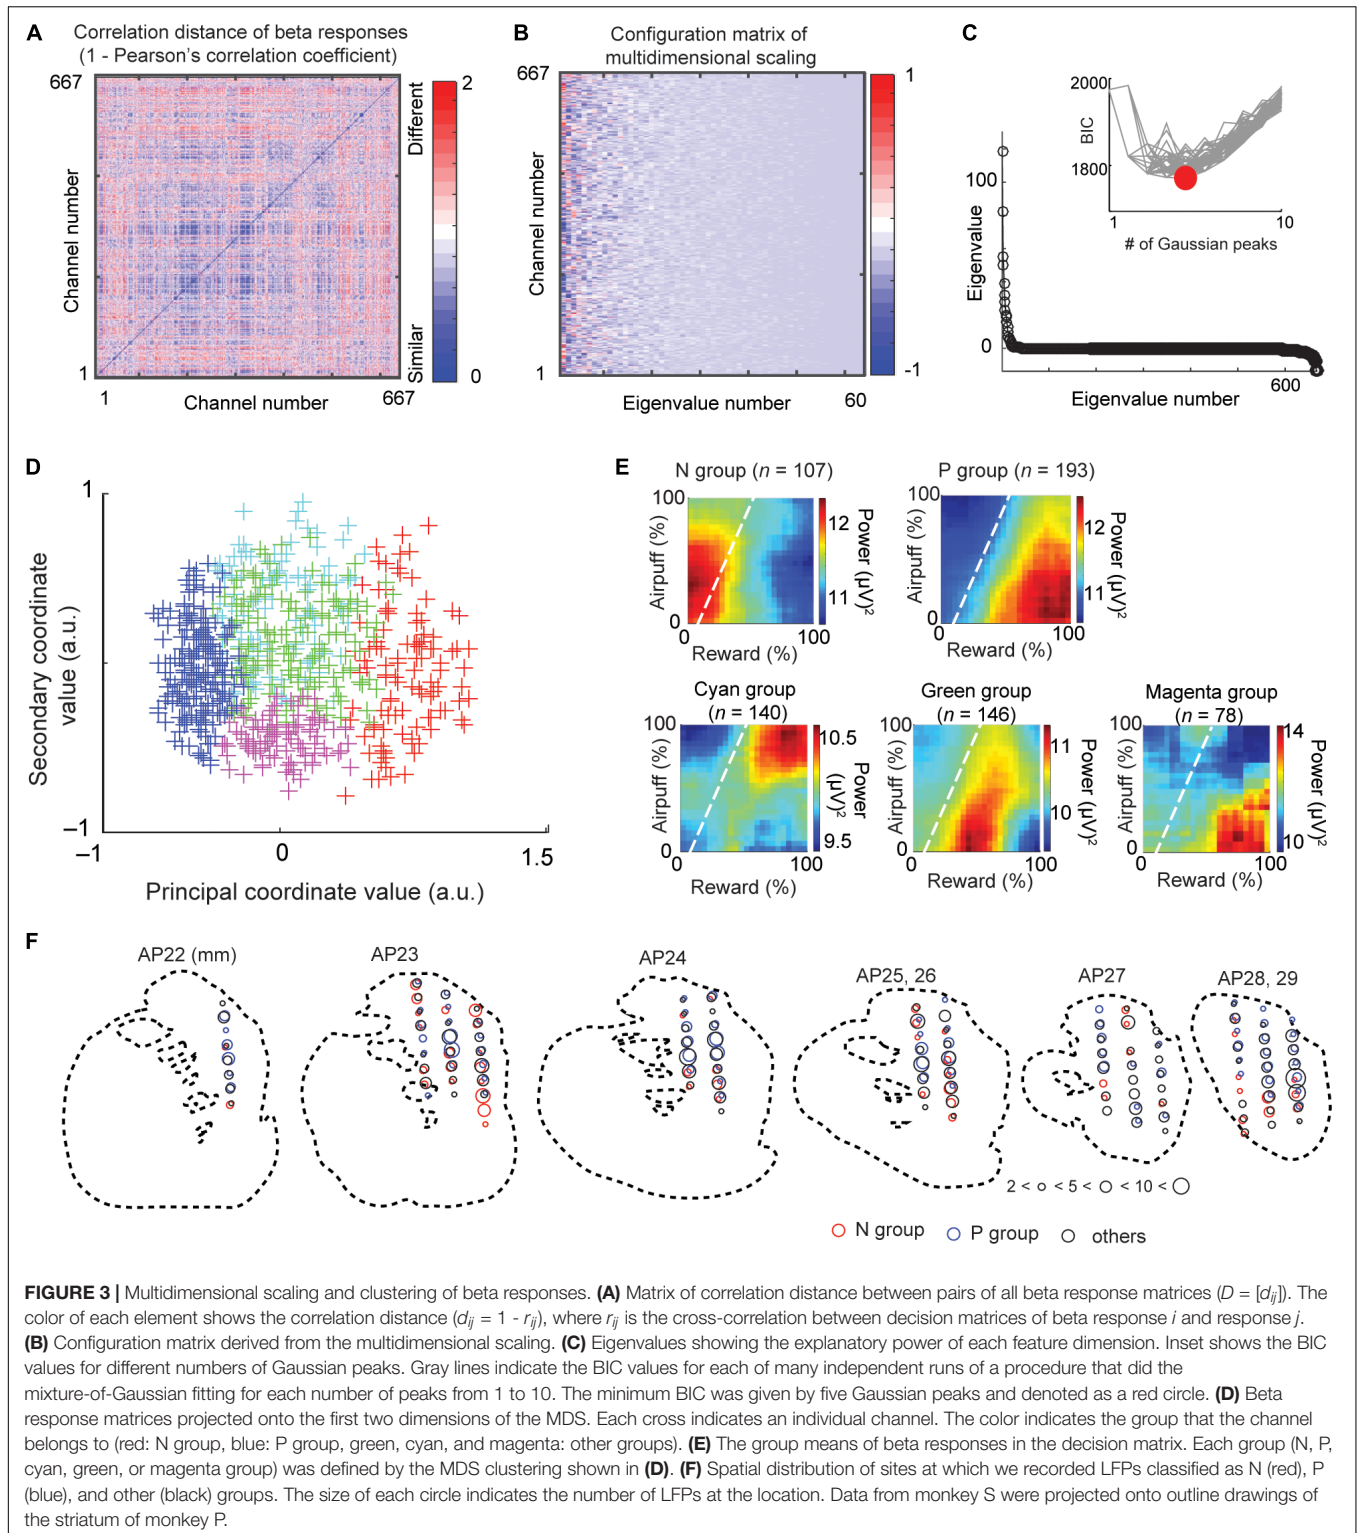 A
Correlation distance of beta responses
(1 - Pearson's correlation coefficient)
667
Channel number
1
1
Channel number
667
2
Different
Similar
0
B
Configuration matrix of
multidimensional scaling
667
Channel number
1
Eigenvalue number
60
1
-1
C
Eigenvalue
100
0
600
Eigenvalue number
2000
BIC
1800
1
10
# of Gaussian peaks
D
1
Secondary coordinate
value (a.u.)
–1
–1
0
1.5
Principal coordinate value (a.u.)
E
N group (n = 107)
100
Airpuff (%)
0
0
100
Reward (%)
12
11
Power (µV)²
P group (n = 193)
100
Airpuff (%)
0
0
100
Reward (%)
12
11
Power (µV)²
Cyan group
(n = 140)
100
Airpuff (%)
0
0
100
Reward (%)
10.5
9.5
Power
(µV)²
Green group
(n = 146)
100
Airpuff (%)
0
0
100
Reward (%)
11
10
Power (µV)²
Magenta group
(n = 78)
100
Airpuff (%)
0
0
100
Reward (%)
14
10
Power (µV)²
F
AP22 (mm)
AP23
AP24
AP25, 26
AP27
AP28, 29
2 < < 5 < < 10 <
N group
P group
others
FIGURE 3 | Multidimensional scaling and clustering of beta responses. (A) Matrix of correlation distance between pairs of all beta response matrices (D = [dij]). The
color of each element shows the correlation distance (dij = 1 - rij), where rij is the cross-correlation between decision matrices of beta response i and response j.
(B) Configuration matrix derived from the multidimensional scaling. (C) Eigenvalues showing the explanatory power of each feature dimension. Inset shows the BIC
values for different numbers of Gaussian peaks. Gray lines indicate the BIC values for each of many independent runs of a procedure that did the
mixture-of-Gaussian fitting for each number of peaks from 1 to 10. The minimum BIC was given by five Gaussian peaks and denoted as a red circle. (D) Beta
response matrices projected onto the first two dimensions of the MDS. Each cross indicates an individual channel. The color indicates the group that the channel
belongs to (red: N group, blue: P group, green, cyan, and magenta: other groups). (E) The group means of beta responses in the decision matrix. Each group (N, P,
cyan, green, or magenta group) was defined by the MDS clustering shown in (D). (F) Spatial distribution of sites at which we recorded LFPs classified as N (red), P
(blue), and other (black) groups. The size of each circle indicates the number of LFPs at the location. Data from monkey S were projected onto outline drawings of
the striatum of monkey P.